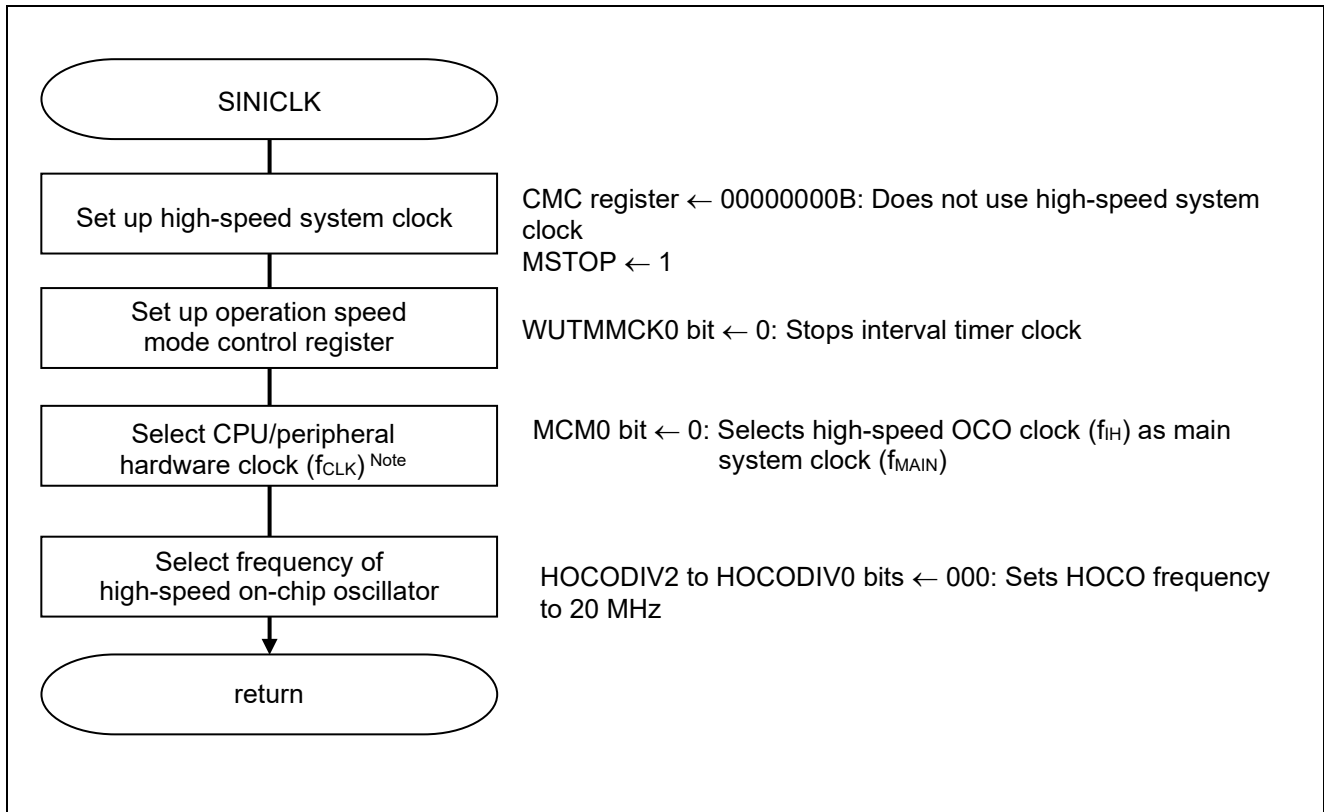 SINICLK
Set up high-speed system clock
CMC register ← 00000000B: Does not use high-speed system
clock
MSTOP ← 1
Set up operation speed
mode control register
WUTMMCK0 bit ← 0: Stops interval timer clock
Select CPU/peripheral
hardware clock (fCLK) Note
MCM0 bit ← 0: Selects high-speed OCO clock (fIH) as main
system clock (fMAIN)
Select frequency of
high-speed on-chip oscillator
HOCODIV2 to HOCODIV0 bits ← 000: Sets HOCO frequency
to 20 MHz
return